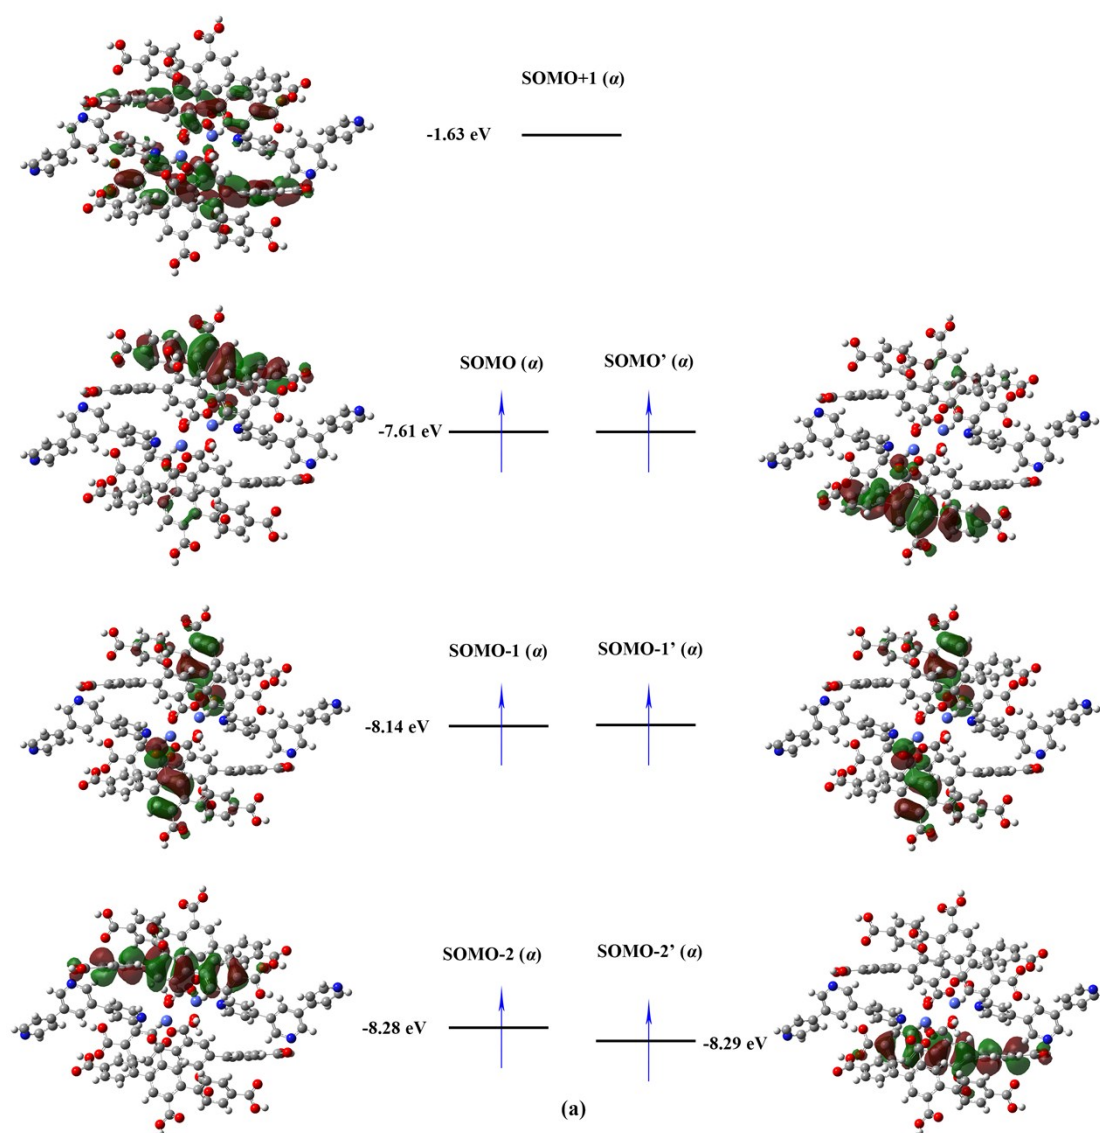 SOMO+1 (α)
-1.63 eV
SOMO (α) SOMO’ (α)
-7.61 eV
SOMO-1 (α) SOMO-1’ (α)
-8.14 eV
SOMO-2 (α) SOMO-2’ (α)
-8.28 eV
-8.29 eV
(a)